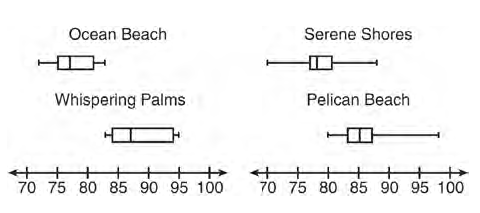 Ocean Beach
Serene Shores
Whispering Palms
Pelican Beach
70 75 80 85 90 95 100
70 75 80 85 90 95 100